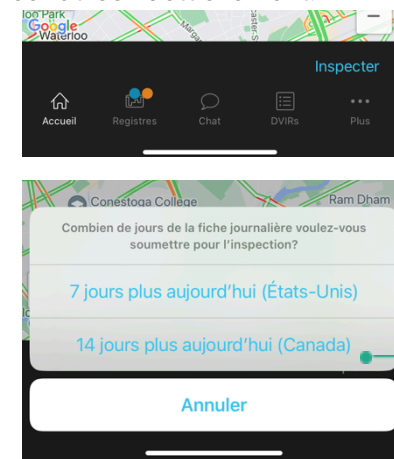 loo Park
Google
Waterloo
Inspecter
Accueil
Registres
Chat
DVIRs
Plus
Conestoga College
Ram Dham
Combien de jours de la fiche journalière voulez-vous
soumettre pour l'inspection?
7 jours plus aujourd'hui (États-Unis)
14 jours plus aujourd'hui (Canada)
Annuler